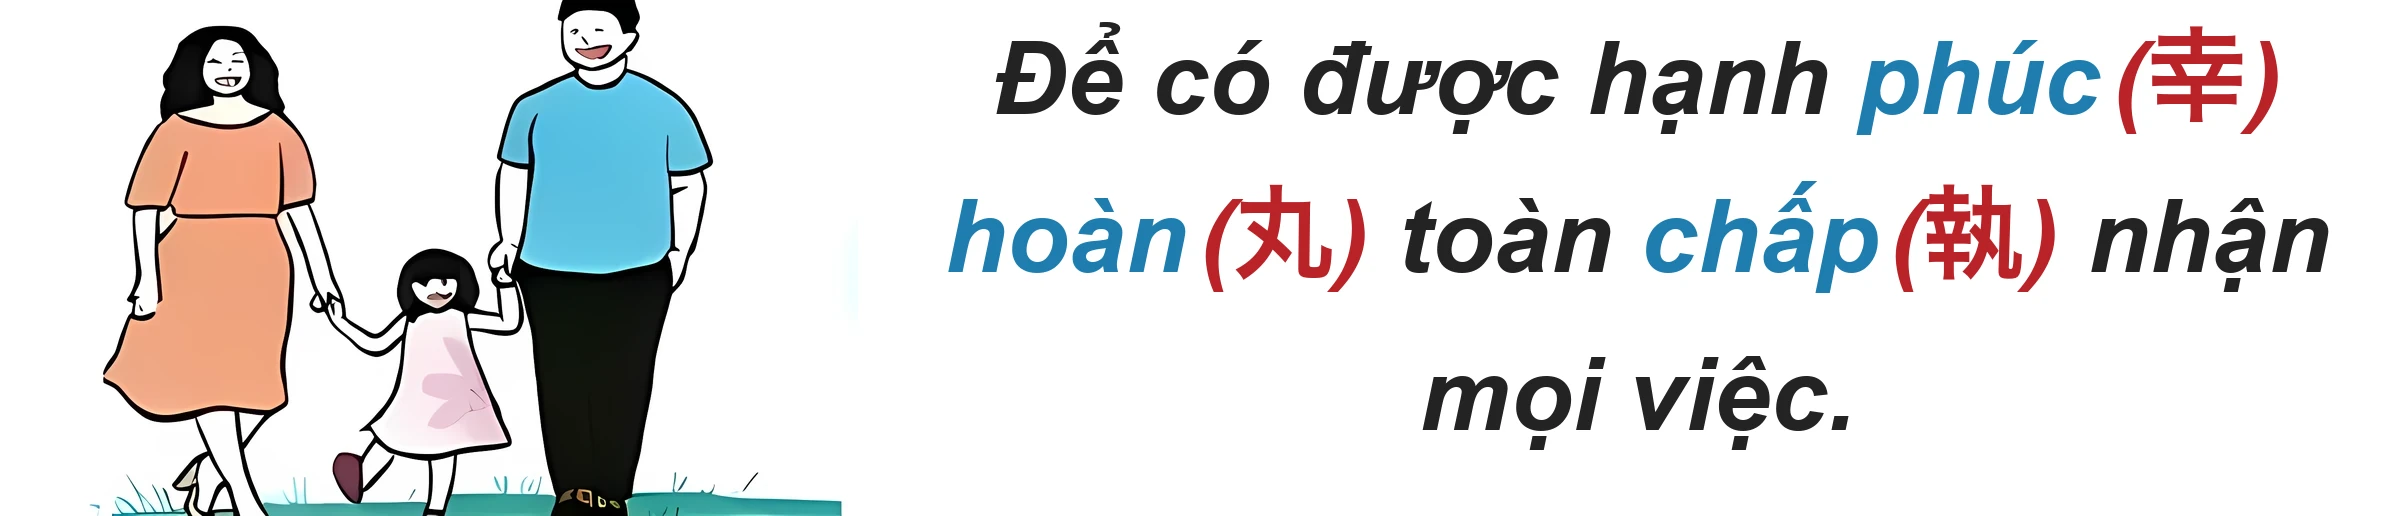 Để có được hạnh phúc(幸)
hoàn(丸) toàn chấp(執) nhận
mọi việc.